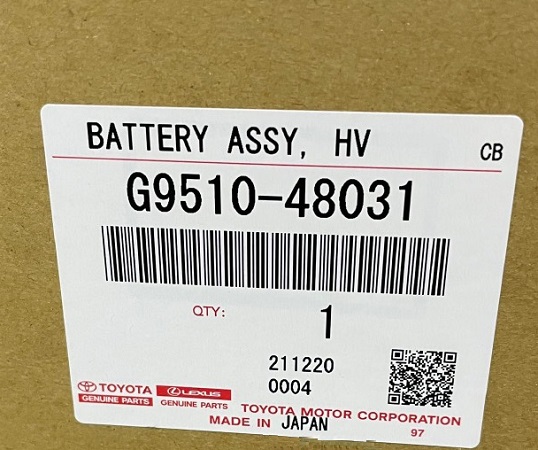 BATTERY ASSY, HV
CB
G9510-48031
QTY:
1
211220
0004
TOYOTA
GENUINE PARTS
LEXUS
GENUINE PARTS
TOYOTA MOTOR CORPORATION
MADE IN JAPAN
97